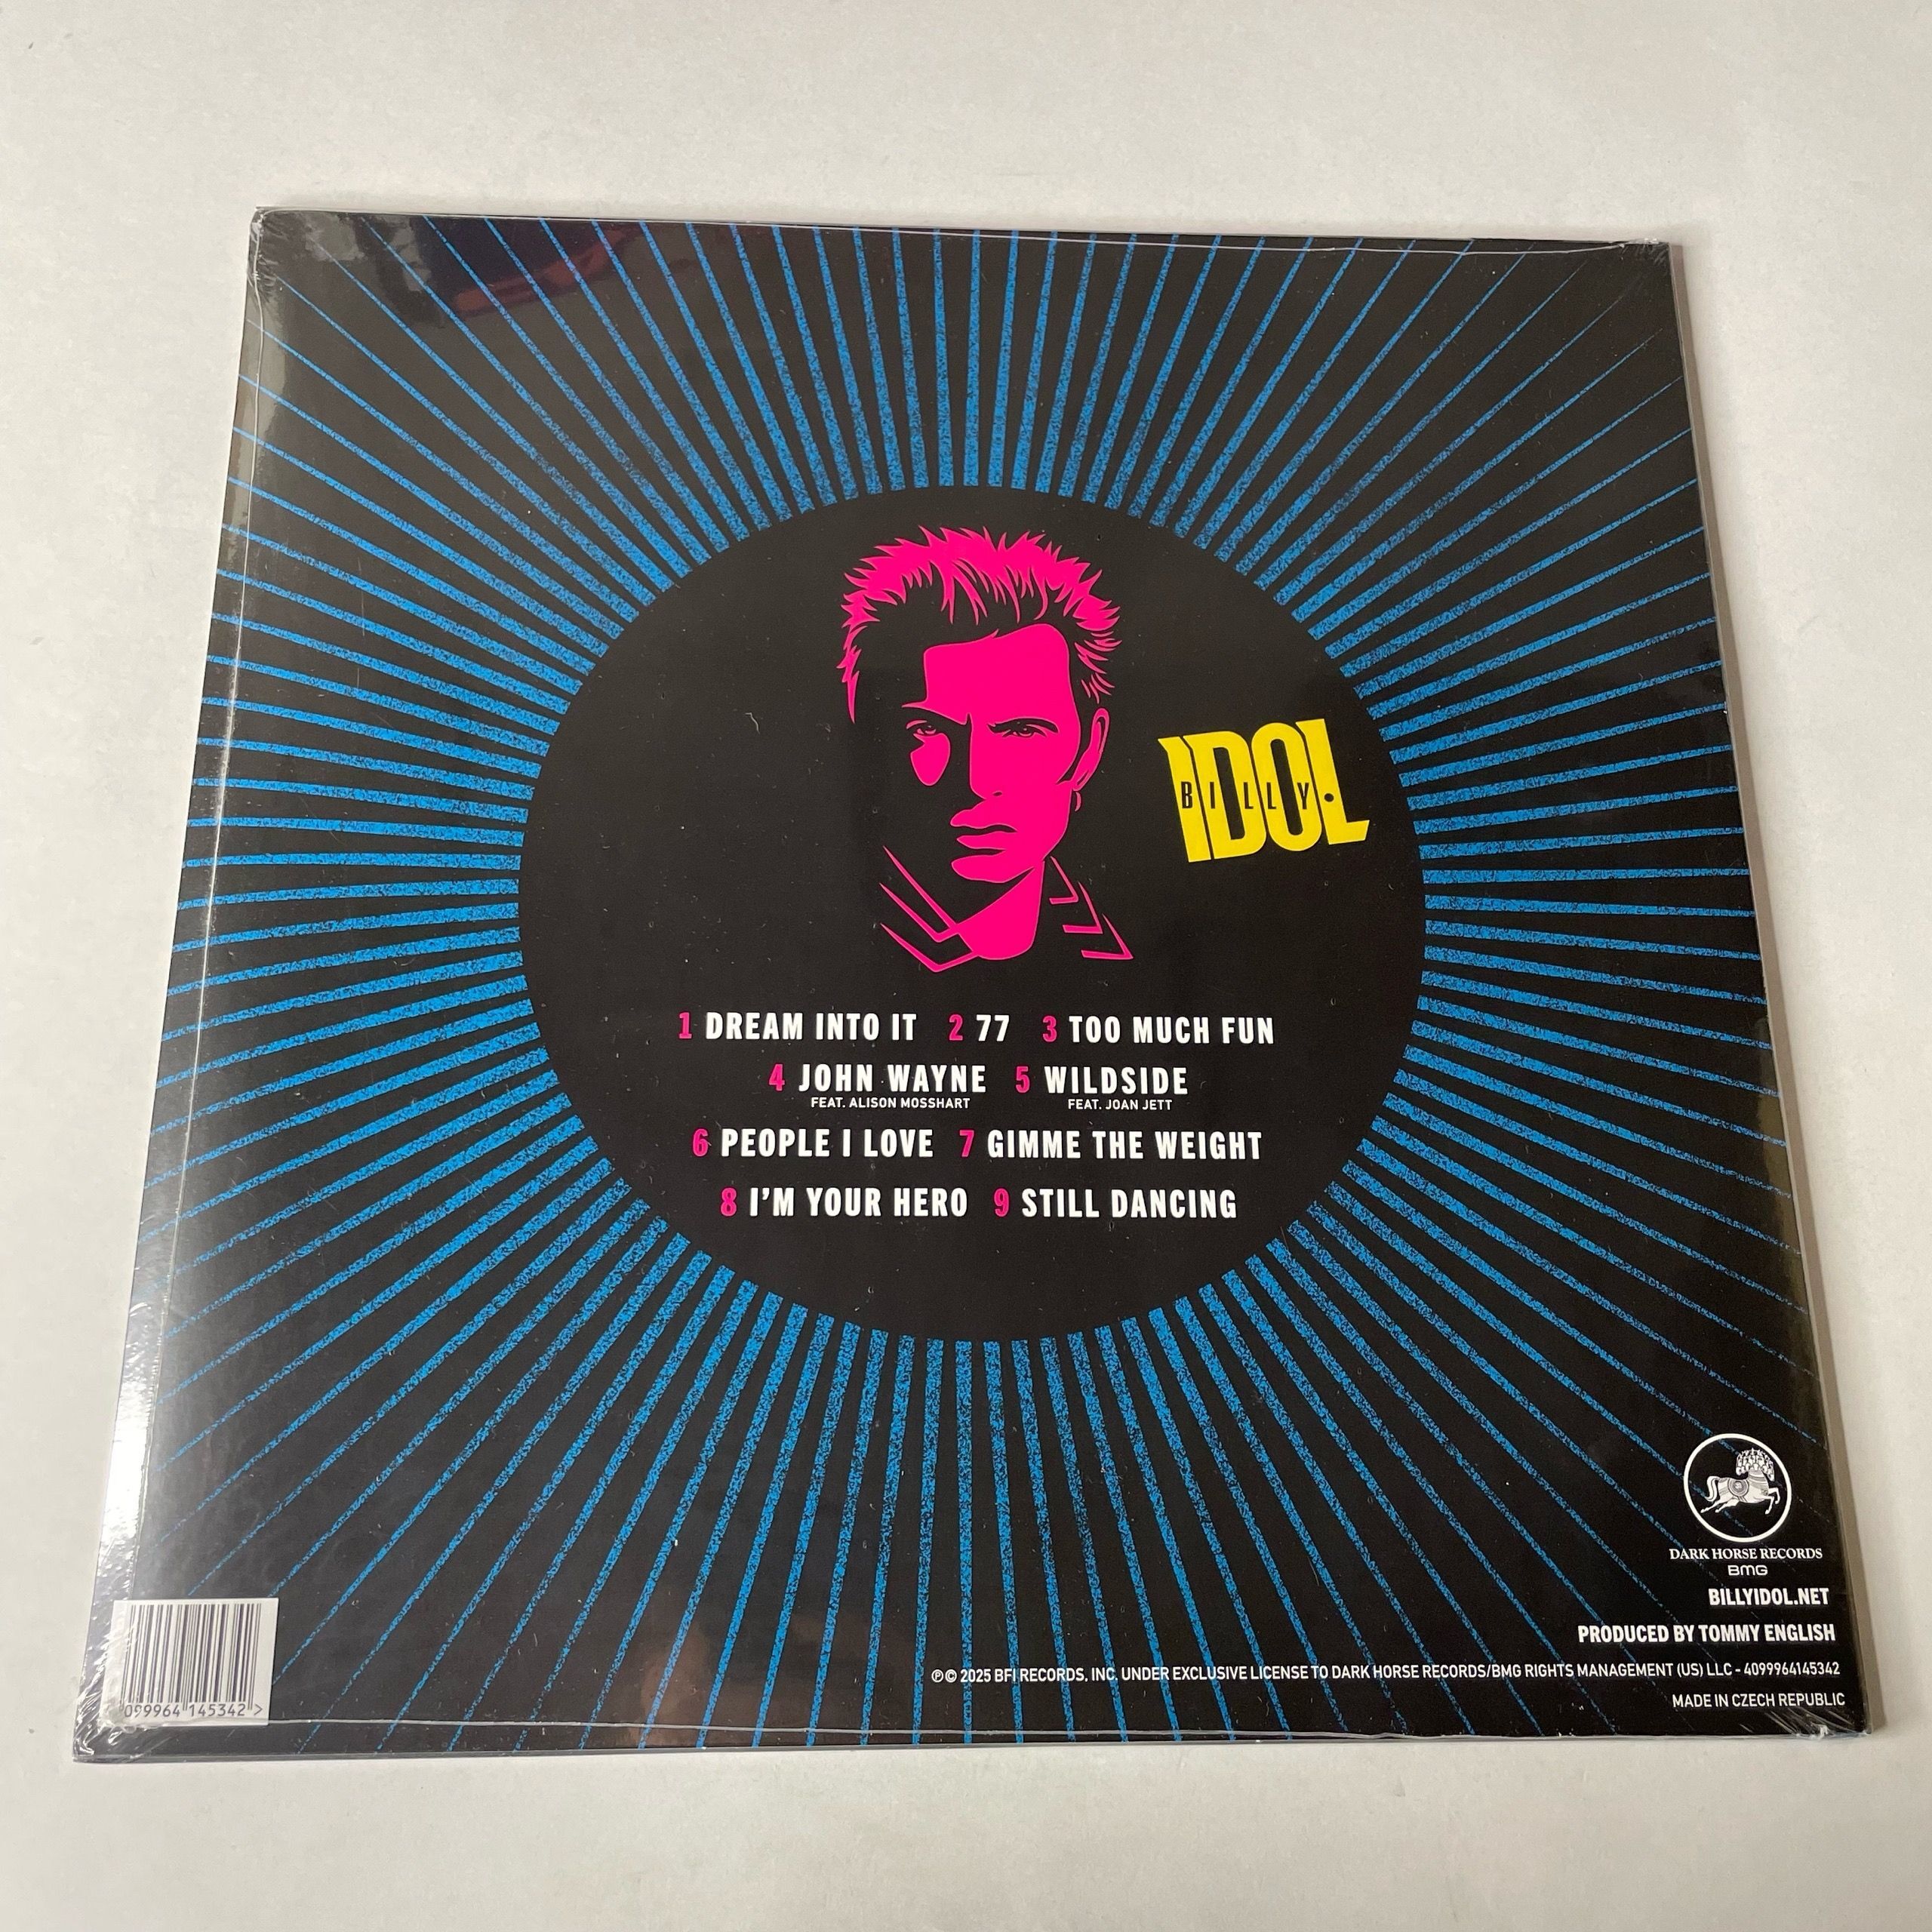 IDOL
BILLY
1 DREAM INTO IT 2 77 3 TOO MUCH FUN
4 JOHN WAYNE 5 WILDSIDE
FEAT. ALISON MOSSHART FEAT. JOAN JETT
6 PEOPLE I LOVE 7 GIMME THE WEIGHT
8 I'M YOUR HERO 9 STILL DANCING
DARK HORSE RECORDS
BMG
BILLYIDOL.NET
PRODUCED BY TOMMY ENGLISH
℗© 2025 BFI RECORDS, INC. UNDER EXCLUSIVE LICENSE TO DARK HORSE RECORDS/BMG RIGHTS MANAGEMENT (US) LLC - 4099964145342
MADE IN CZECH REPUBLIC
099964 145342 >